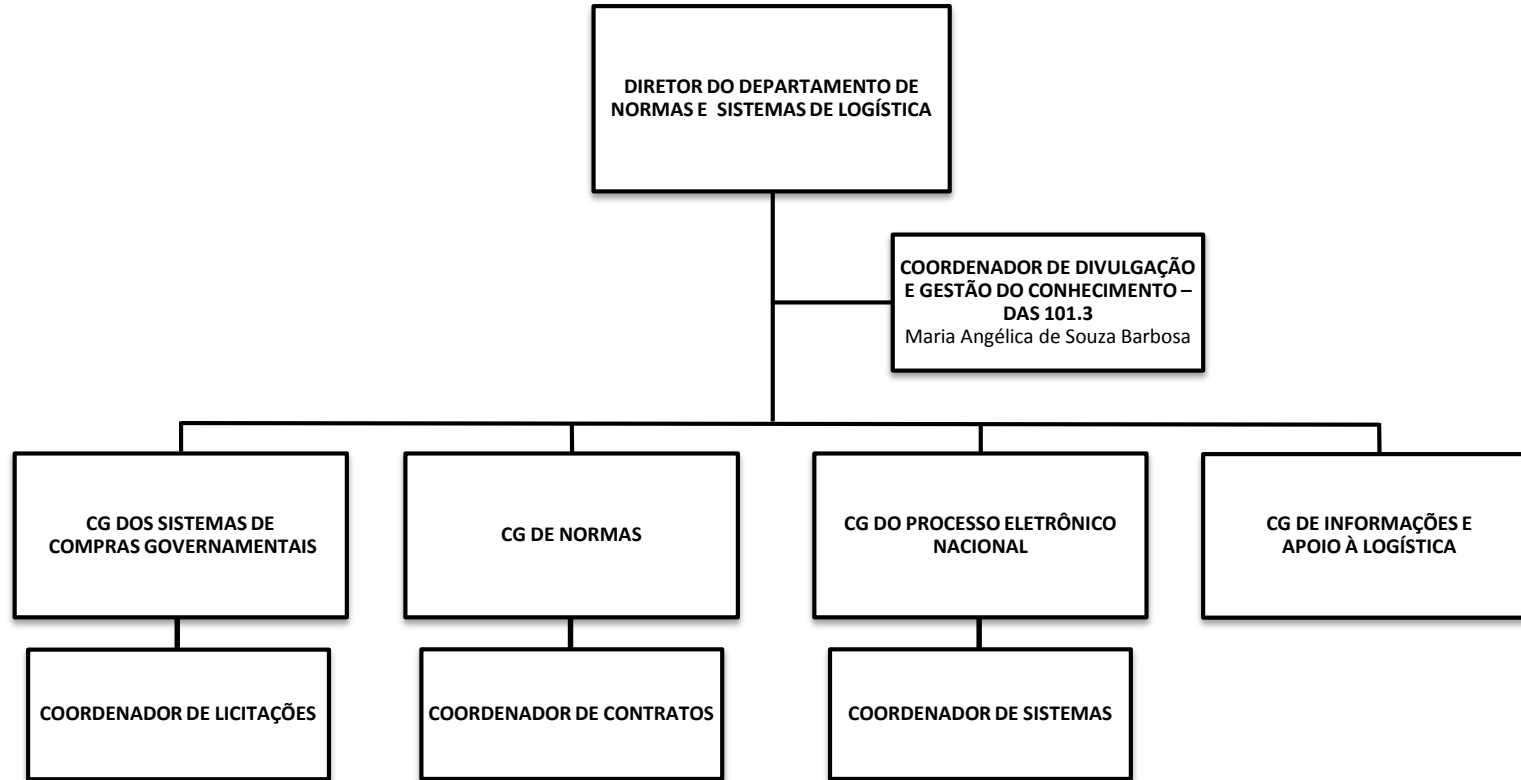 DIRETOR DO DEPARTAMENTO DE
NORMAS E SISTEMAS DE LOGÍSTICA
COORDENADOR DE DIVULGAÇÃO
E GESTÃO DO CONHECIMENTO –
DAS 101.3
Maria Angélica de Souza Barbosa
CG DOS SISTEMAS DE
COMPRAS GOVERNAMENTAIS
CG DE NORMAS
CG DO PROCESSO ELETRÔNICO
NACIONAL
CG DE INFORMAÇÕES E
APOIO À LOGÍSTICA
COORDENADOR DE LICITAÇÕES
COORDENADOR DE CONTRATOS
COORDENADOR DE SISTEMAS